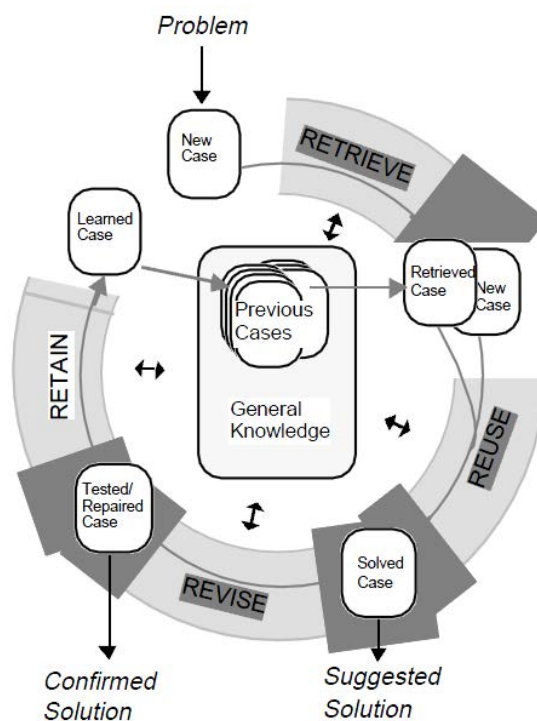 Problem
New
Case
RETRIEVE
Learned
Case
Retrieved
Case
New
Case
Previous
Cases
General
Knowledge
RETAIN
REUSE
Tested/
Repaired
Case
Solved
Case
REVISE
Confirmed
Solution
Suggested
Solution